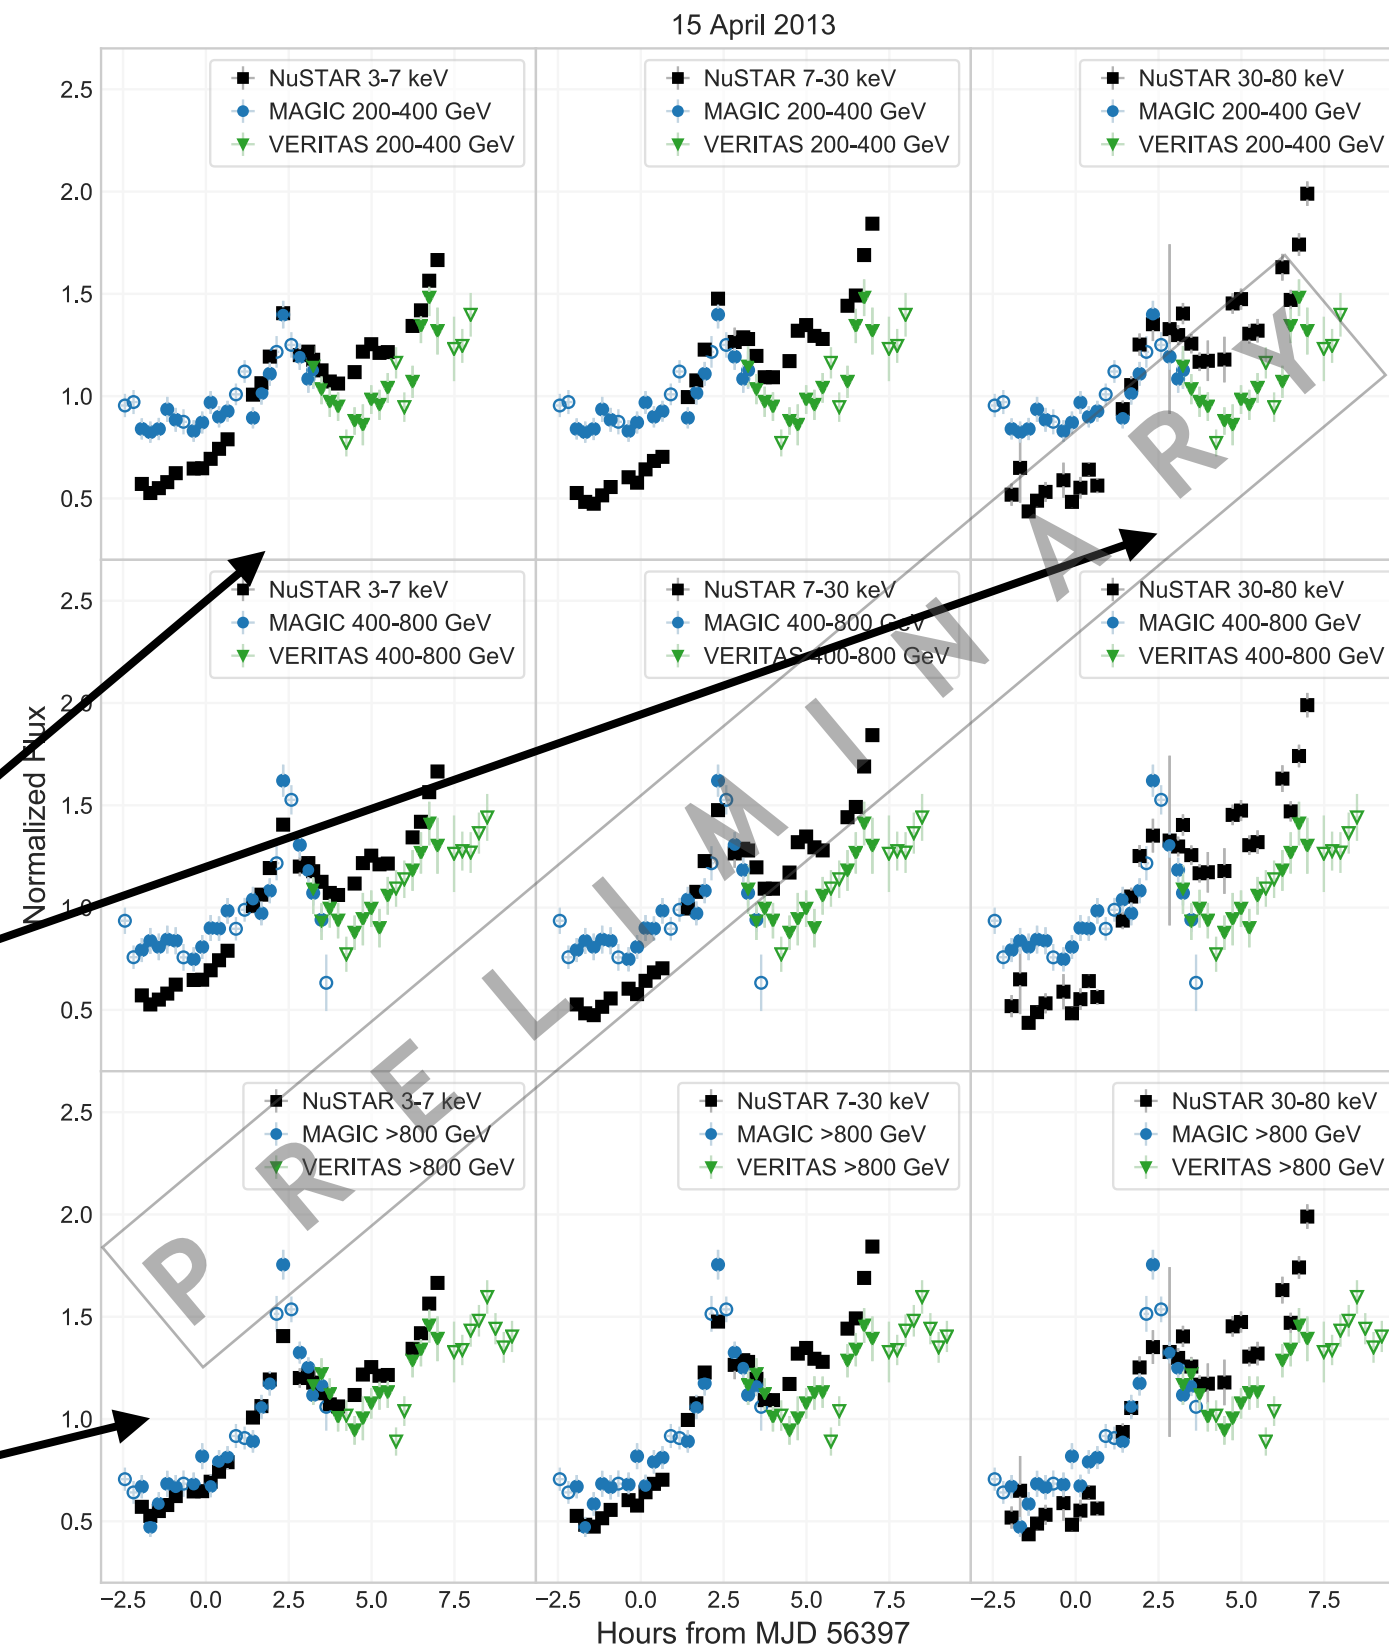 15 April 2013
NuSTAR 3-7 keV
MAGIC 200-400 GeV
VERITAS 200-400 GeV
NuSTAR 7-30 keV
MAGIC 200-400 GeV
VERITAS 200-400 GeV
NuSTAR 30-80 keV
MAGIC 200-400 GeV
VERITAS 200-400 GeV
2.5
2.0
1.5
1.0
0.5
NuSTAR 3-7 keV
MAGIC 400-800 GeV
VERITAS 400-800 GeV
NuSTAR 7-30 keV
MAGIC 400-800 GeV
VERITAS 400-800 GeV
NuSTAR 30-80 keV
MAGIC 400-800 GeV
VERITAS 400-800 GeV
2.5
2.0
1.5
1.0
0.5
Normalized Flux
NuSTAR 3-7 keV
MAGIC >800 GeV
VERITAS >800 GeV
NuSTAR 7-30 keV
MAGIC >800 GeV
VERITAS >800 GeV
NuSTAR 30-80 keV
MAGIC >800 GeV
VERITAS >800 GeV
2.5
2.0
1.5
1.0
0.5
−2.5 0.0 2.5 5.0 7.5 −2.5 0.0 2.5 5.0 7.5 −2.5 0.0 2.5 5.0 7.5
Hours from MJD 56397
PRELIMINARY